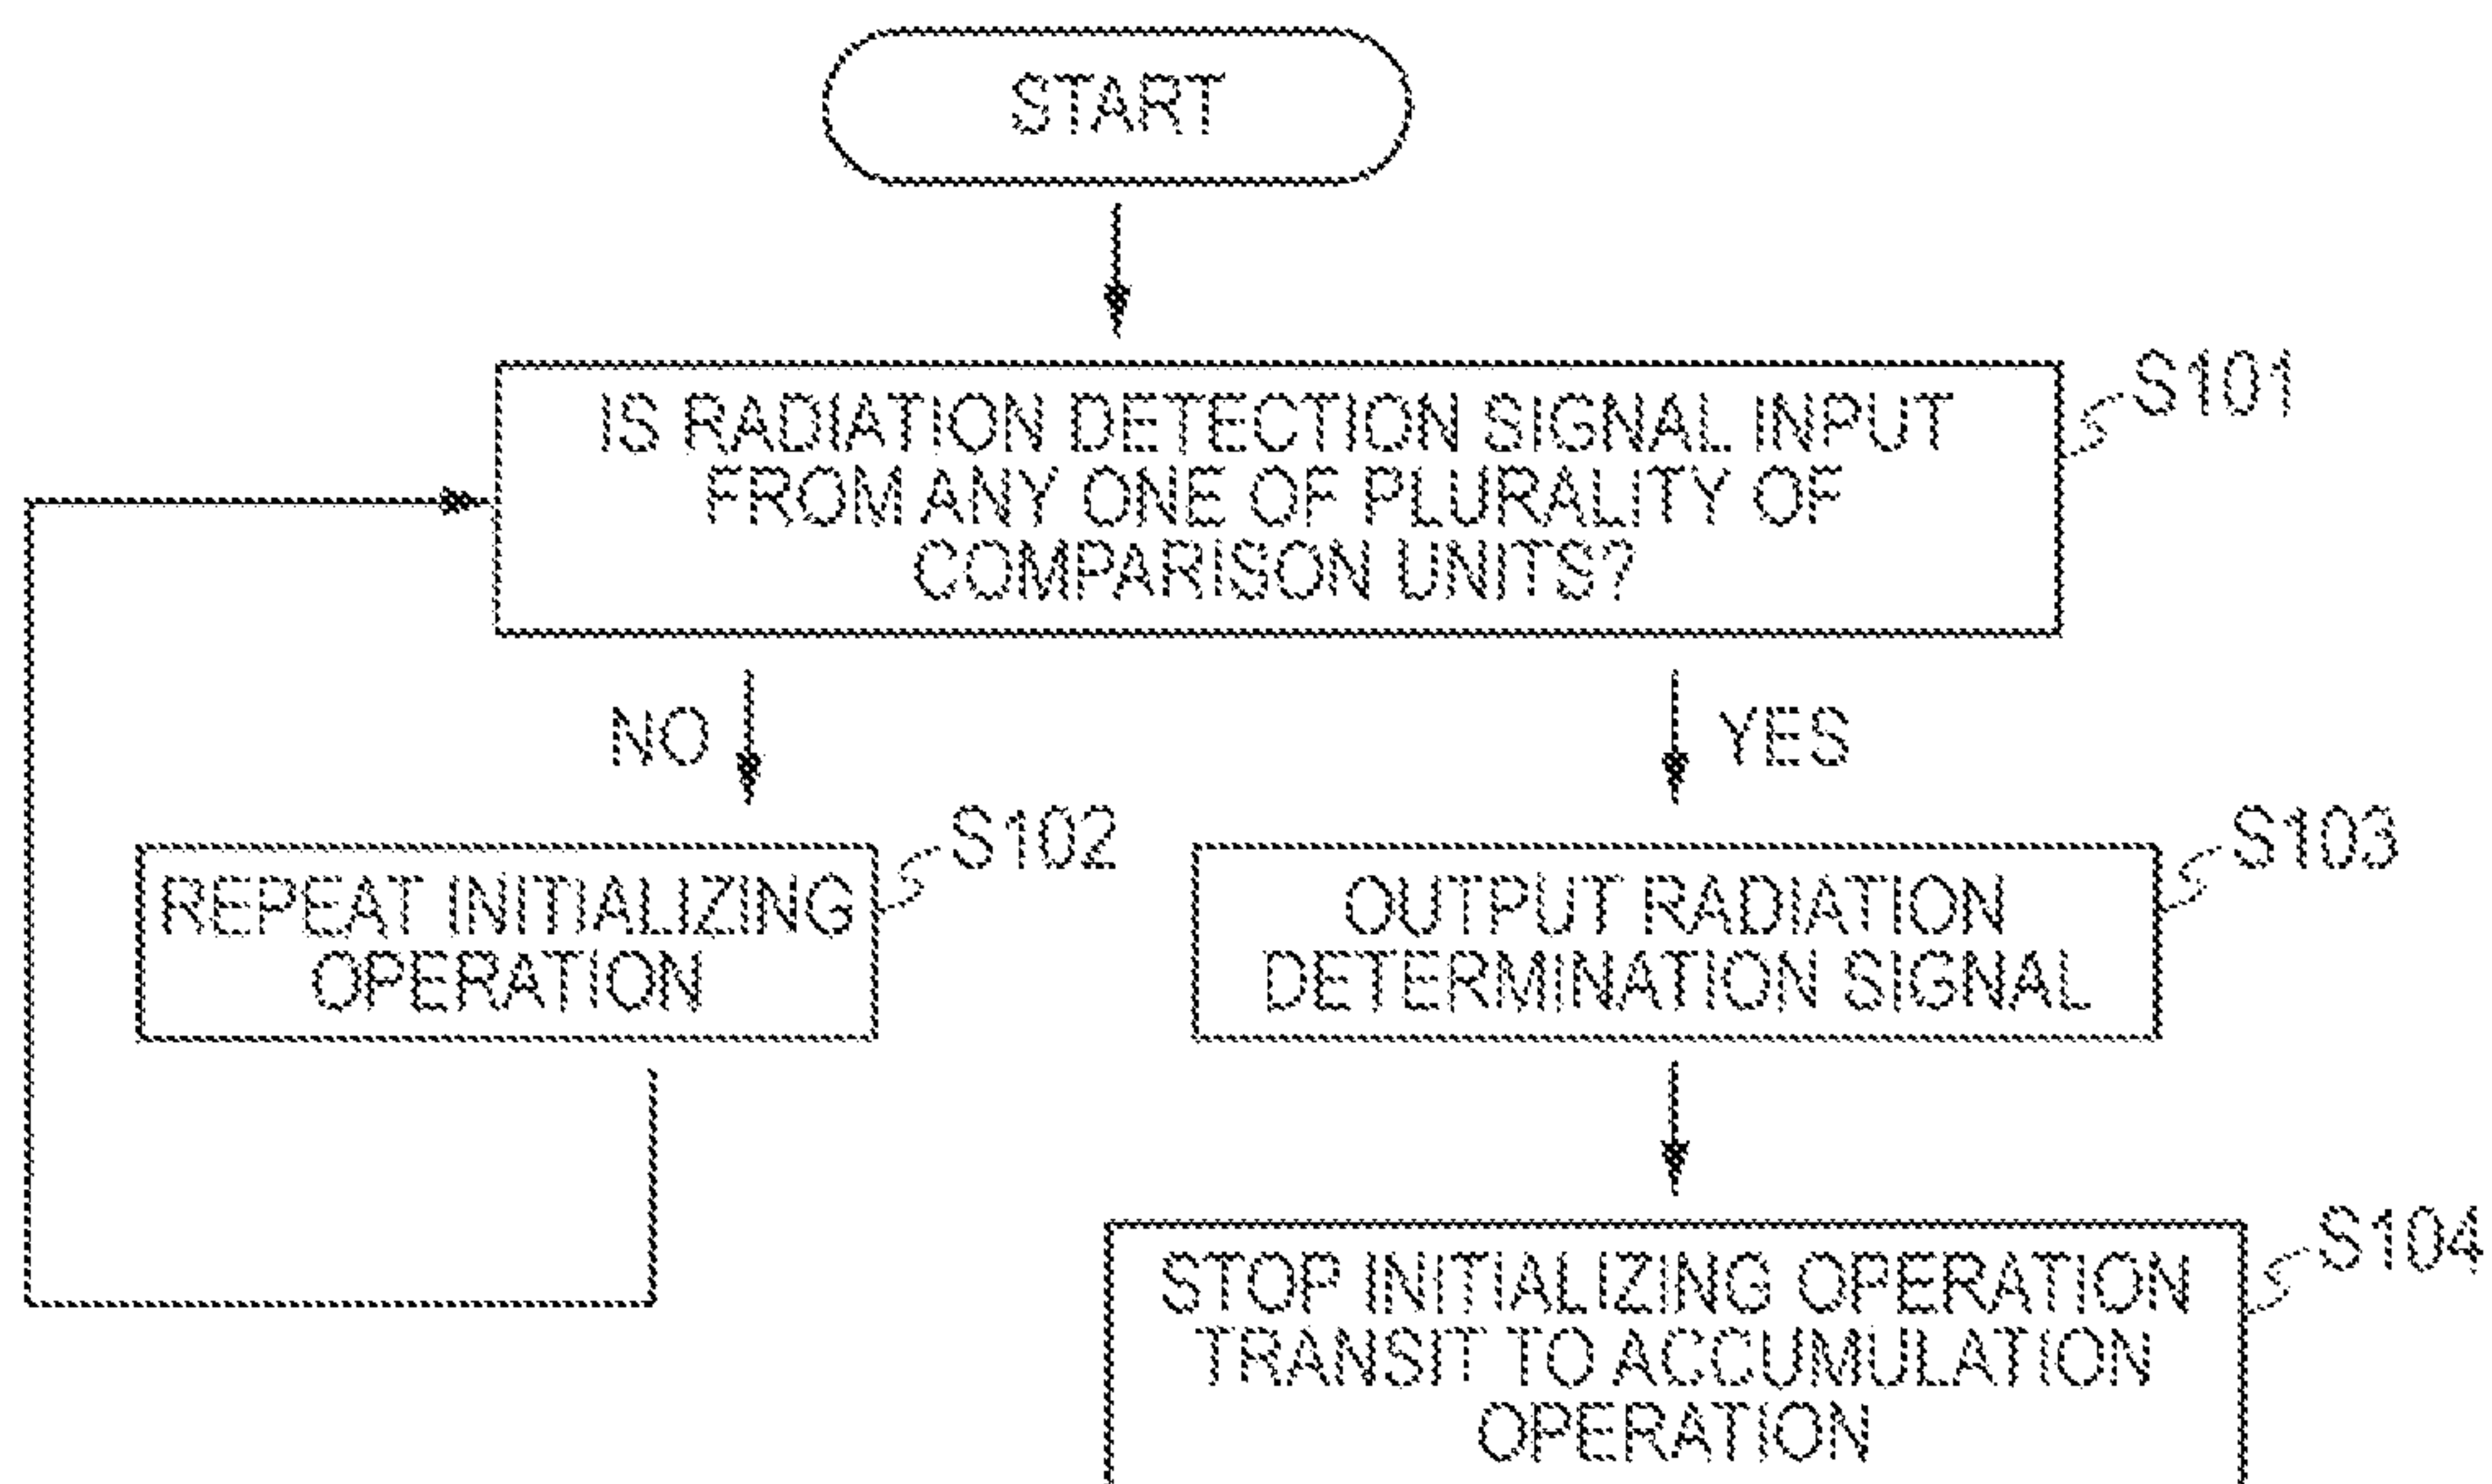 START
S101
IS RADIATION DETECTION SIGNAL INPUT
FROM ANY ONE OF PLURALITY OF
COMPARISON UNITS?
NO
YES
S102
REPEAT INITIALIZING
OPERATION
S103
OUTPUT RADIATION
DETERMINATION SIGNAL
S104
STOP INITIALIZING OPERATION
TRANSIT TO ACCUMULATION
OPERATION